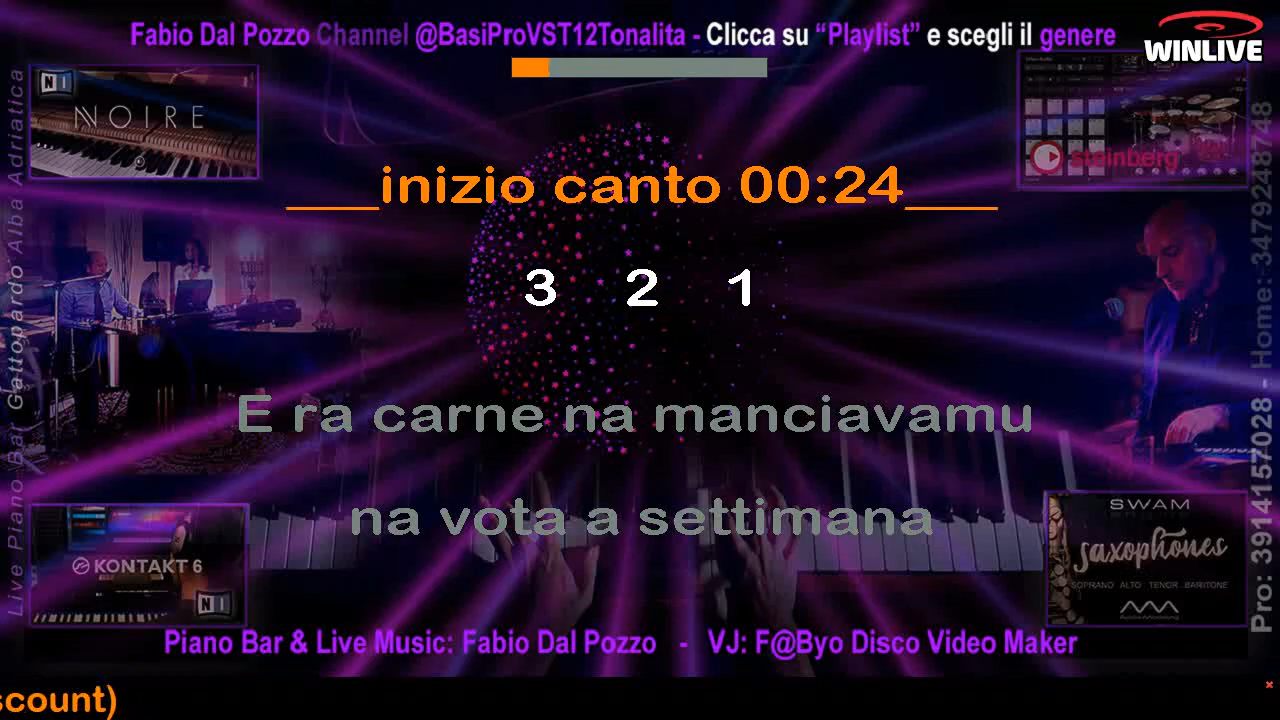 Fabio Dal Pozzo Channel @BasiProVST12Tonalita - Clicca su “Playlist” e scegli il genere
WINLIVE
NI
NOIRE
steinberg
___inizio canto 00:24___
3 2 1
E ra carne na manciavamu
na vota a settimana
Live Piano Bar Gattopardo Alba Adriatica
Pro: 3914157028 - Home: 3479248748
KONTAKT 6
NI
SWAM
saxophones
SOPRANO ALTO TENOR BARITONE
Piano Bar & Live Music: Fabio Dal Pozzo - VJ: F@Byo Disco Video Maker
scount)